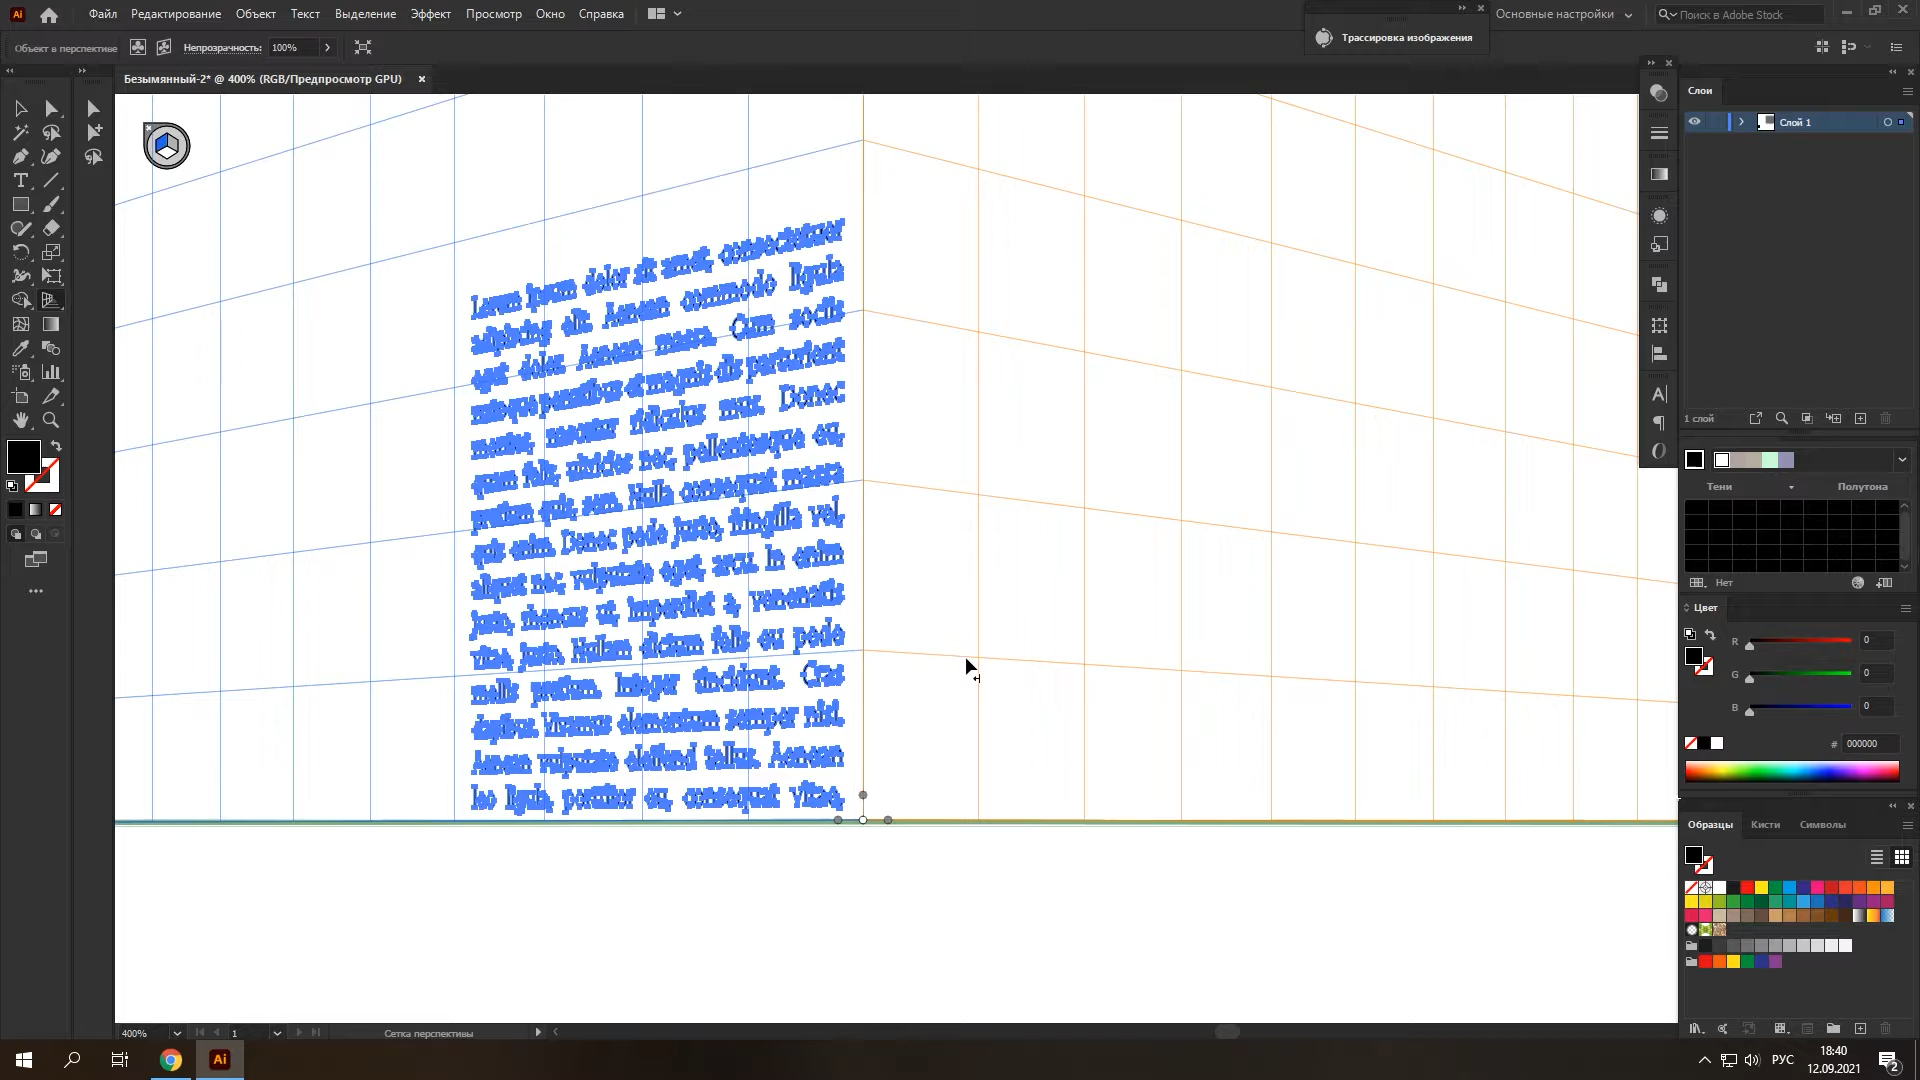 Файл Редактирование Объект Текст Выделение Эффект Просмотр Окно Справка
Трассировка изображения
Основные настройки
Поиск в Adobe Stock
Объект в перспективе
Непрозрачность: 100%
Безымянный-2* @ 400% (RGB/Предпросмотр GPU)
Слои
Слой 1
Lorem ipsum dolor sit amet, consectetuer
adipiscing elit. Aenean commodo ligula
eget dolor. Aenean massa. Cum sociis
natoque penatibus et magnis dis parturient
montes, nascetur ridiculus mus. Donec
quam felis, ultricies nec, pellentesque eu,
pretium quis, sem. Nulla consequat massa
quis enim. Donec pede justo, fringilla vel,
aliquet nec, vulputate eget, arcu. In enim
justo, rhoncus ut, imperdiet a, venenatis
vitae, justo. Nullam dictum felis eu pede
mollis pretium. Integer tincidunt. Cras
dapibus. Vivamus elementum semper nisi.
Aenean vulputate eleifend tellus. Aenean
leo ligula, porttitor eu, consequat vitae,
1 слой
Тени Полутона
Нет
Цвет
R 0
G 0
B 0
# 000000
Образцы Кисти Символы
400% 1 Сетка перспективы
Ai
РУС
18:40
12.09.2021
2